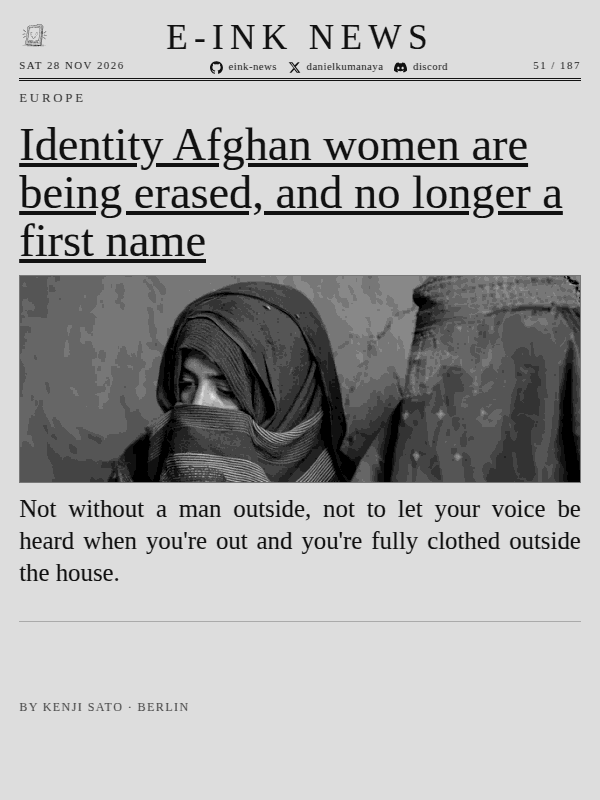 E-INK NEWS
SAT 28 NOV 2026
eink-news danielkumanaya discord
51 / 187
EUROPE
Identity Afghan women are
being erased, and no longer a
first name
Not without a man outside, not to let your voice be
heard when you're out and you're fully clothed outside
the house.
BY KENJI SATO · BERLIN